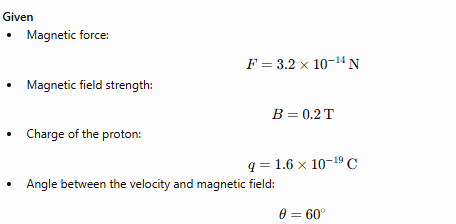 Given
• Magnetic force:
F = 3.2 × 10⁻¹⁴ N
• Magnetic field strength:
B = 0.2 T
• Charge of the proton:
q = 1.6 × 10⁻¹⁹ C
• Angle between the velocity and magnetic field:
θ = 60°